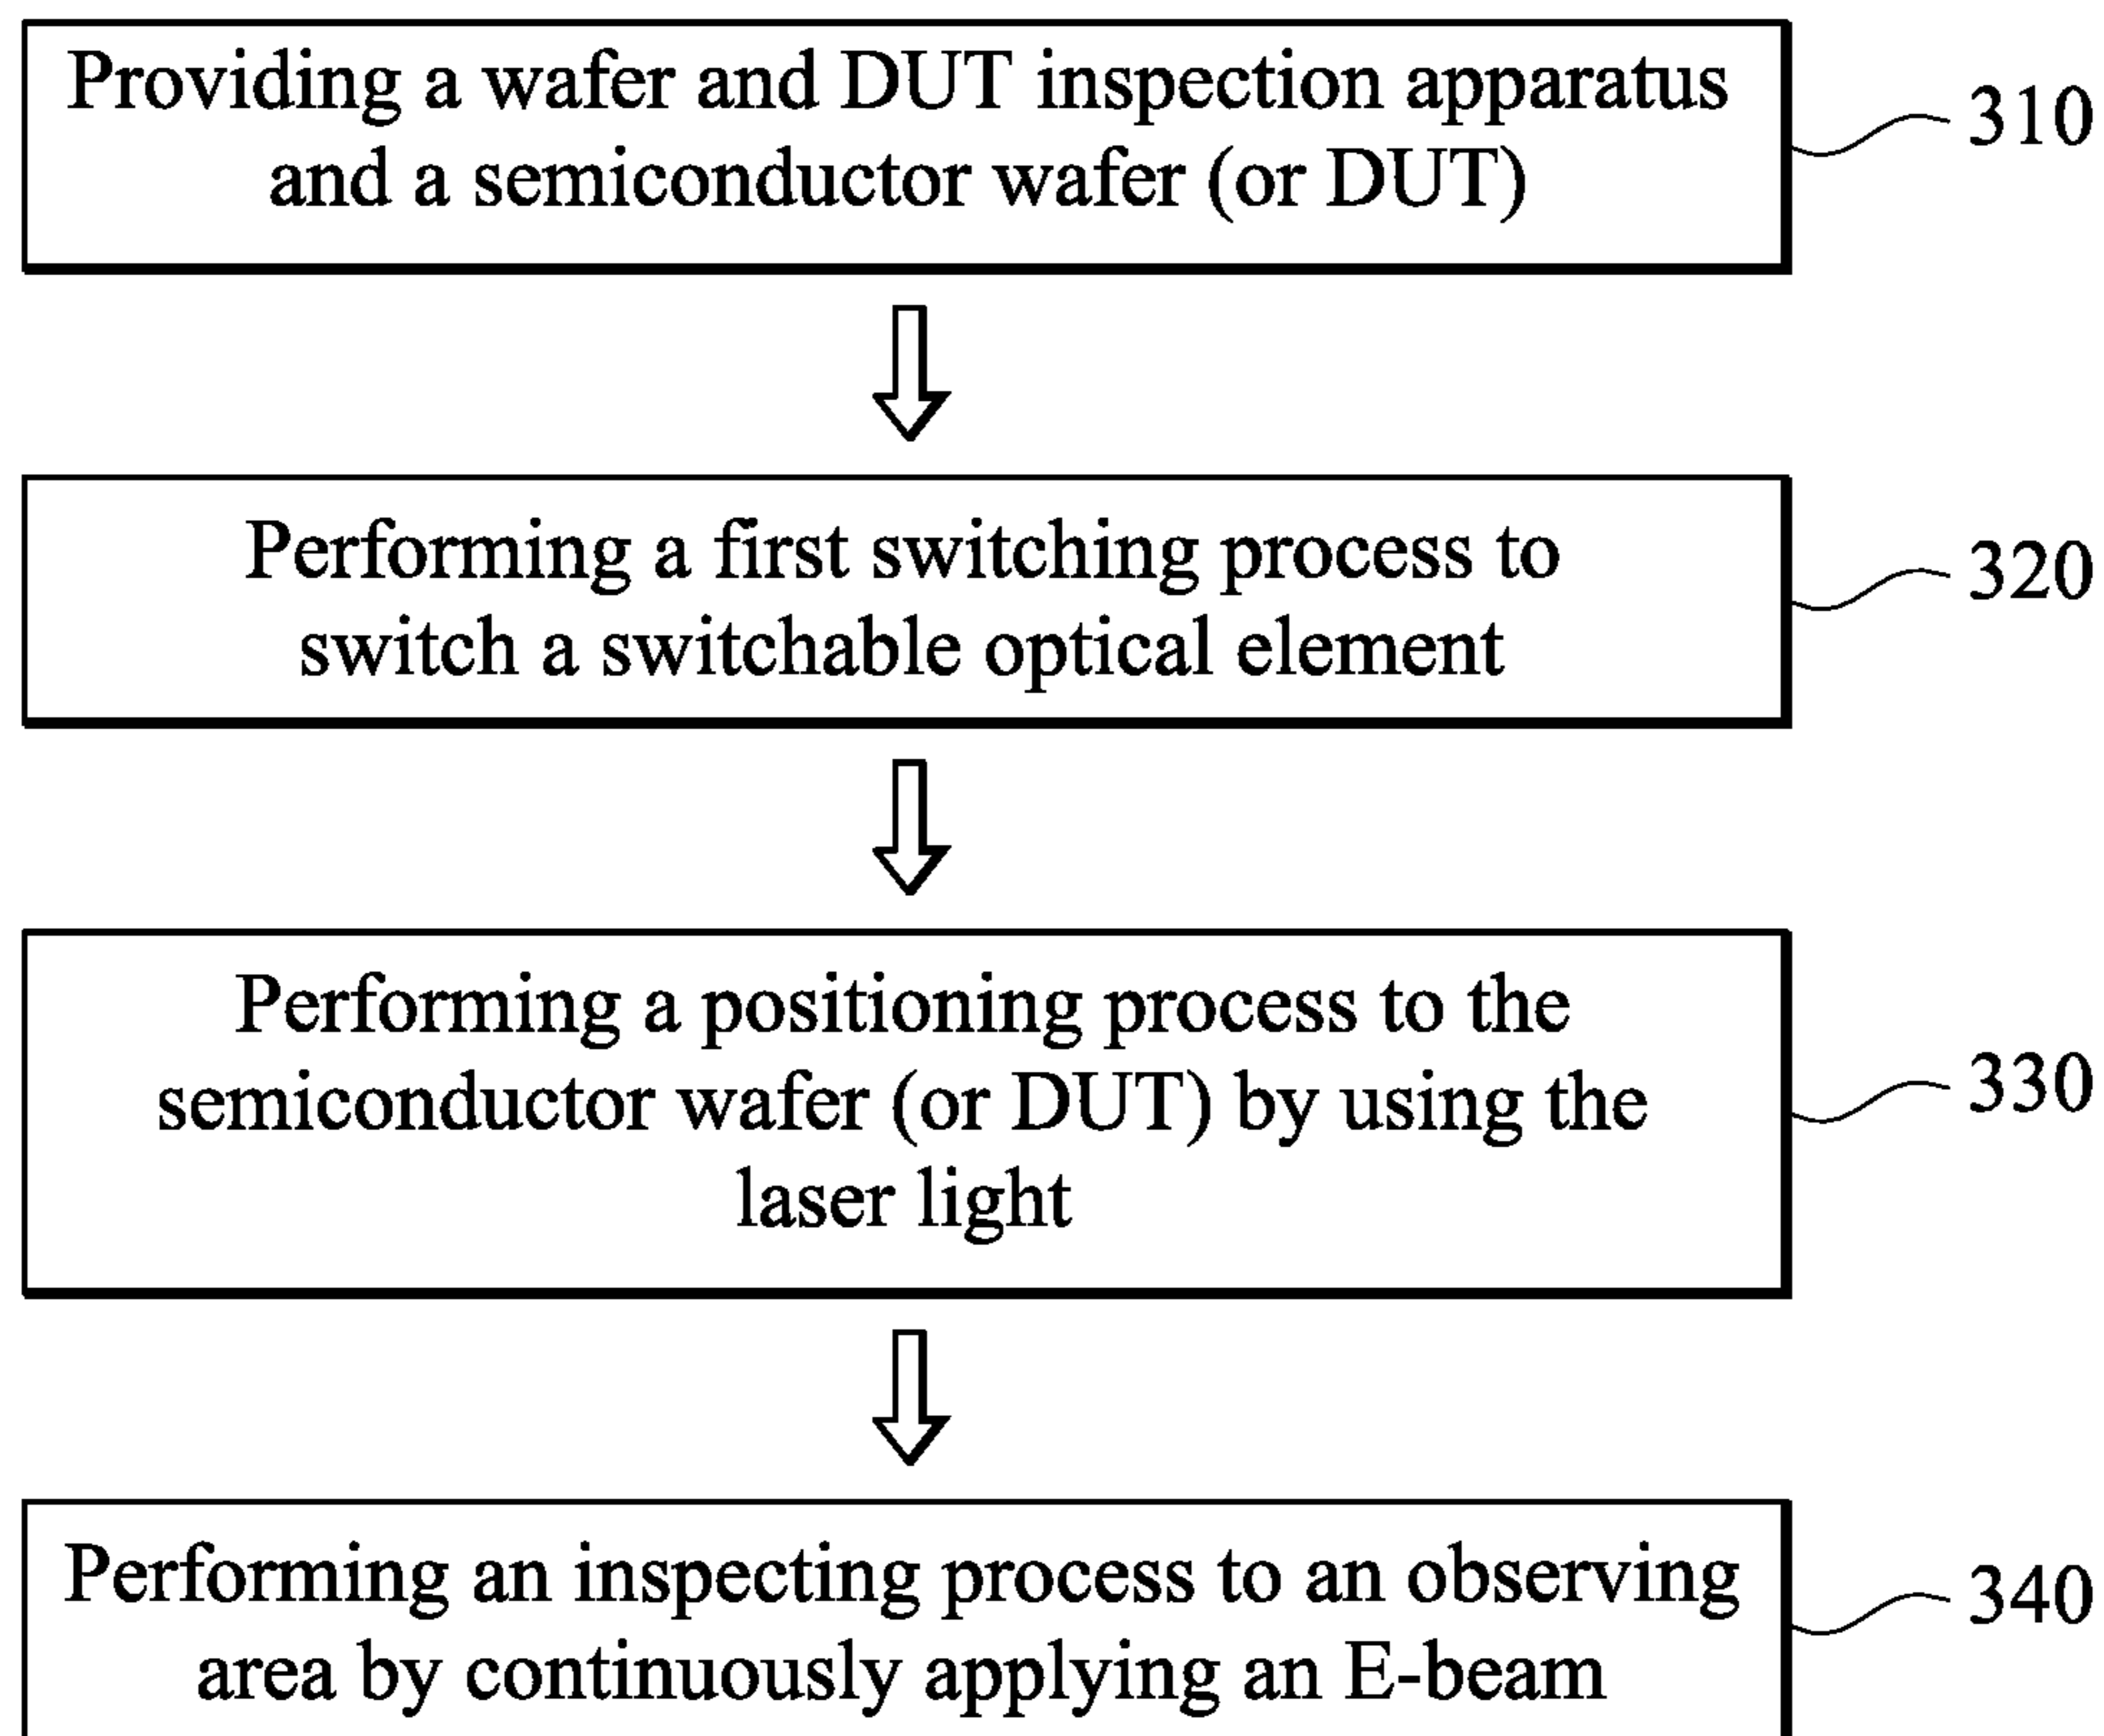 Providing a wafer and DUT inspection apparatus
and a semiconductor wafer (or DUT)
310
Performing a first switching process to
switch a switchable optical element
320
Performing a positioning process to the
semiconductor wafer (or DUT) by using the
laser light
330
Performing an inspecting process to an observing
area by continuously applying an E-beam
340